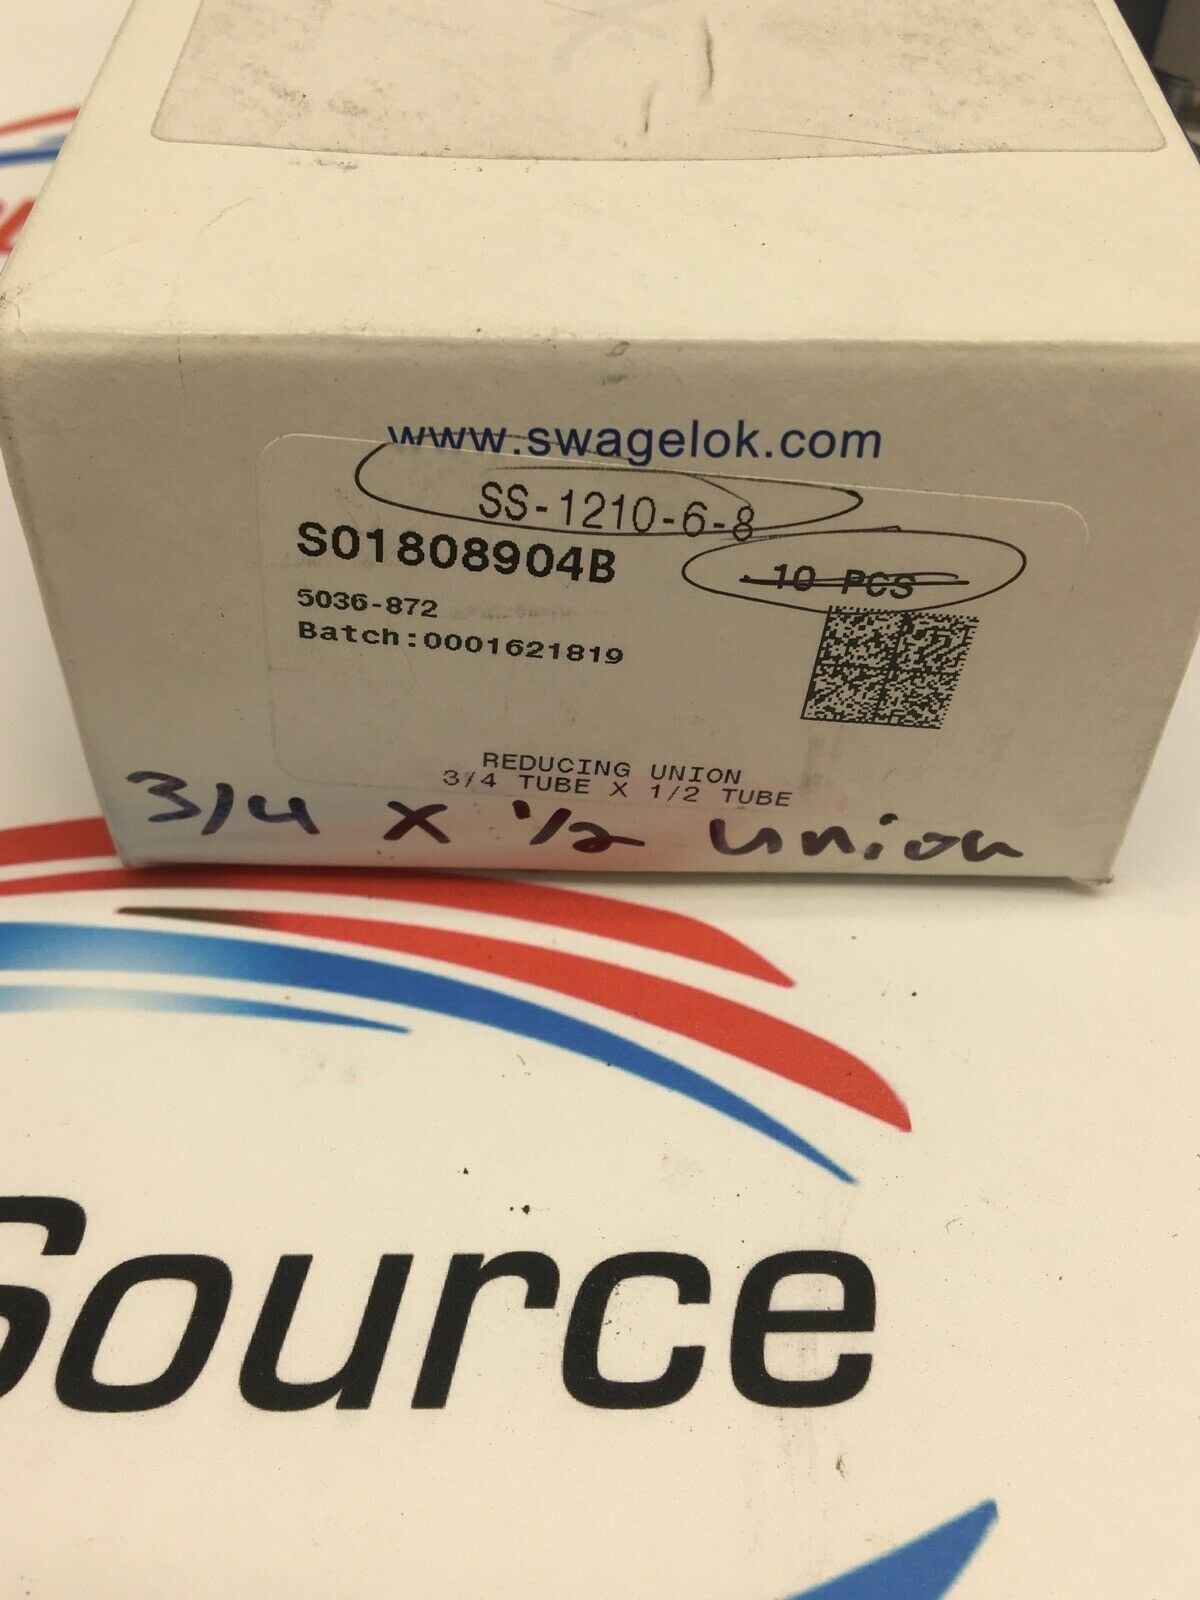 www.swagelok.com
SS-1210-6-8
S01808904B
10 PCS
5036-872
Batch:0001621819
REDUCING UNION
3/4 TUBE X 1/2 TUBE
3/4 X 1/2 union
Source